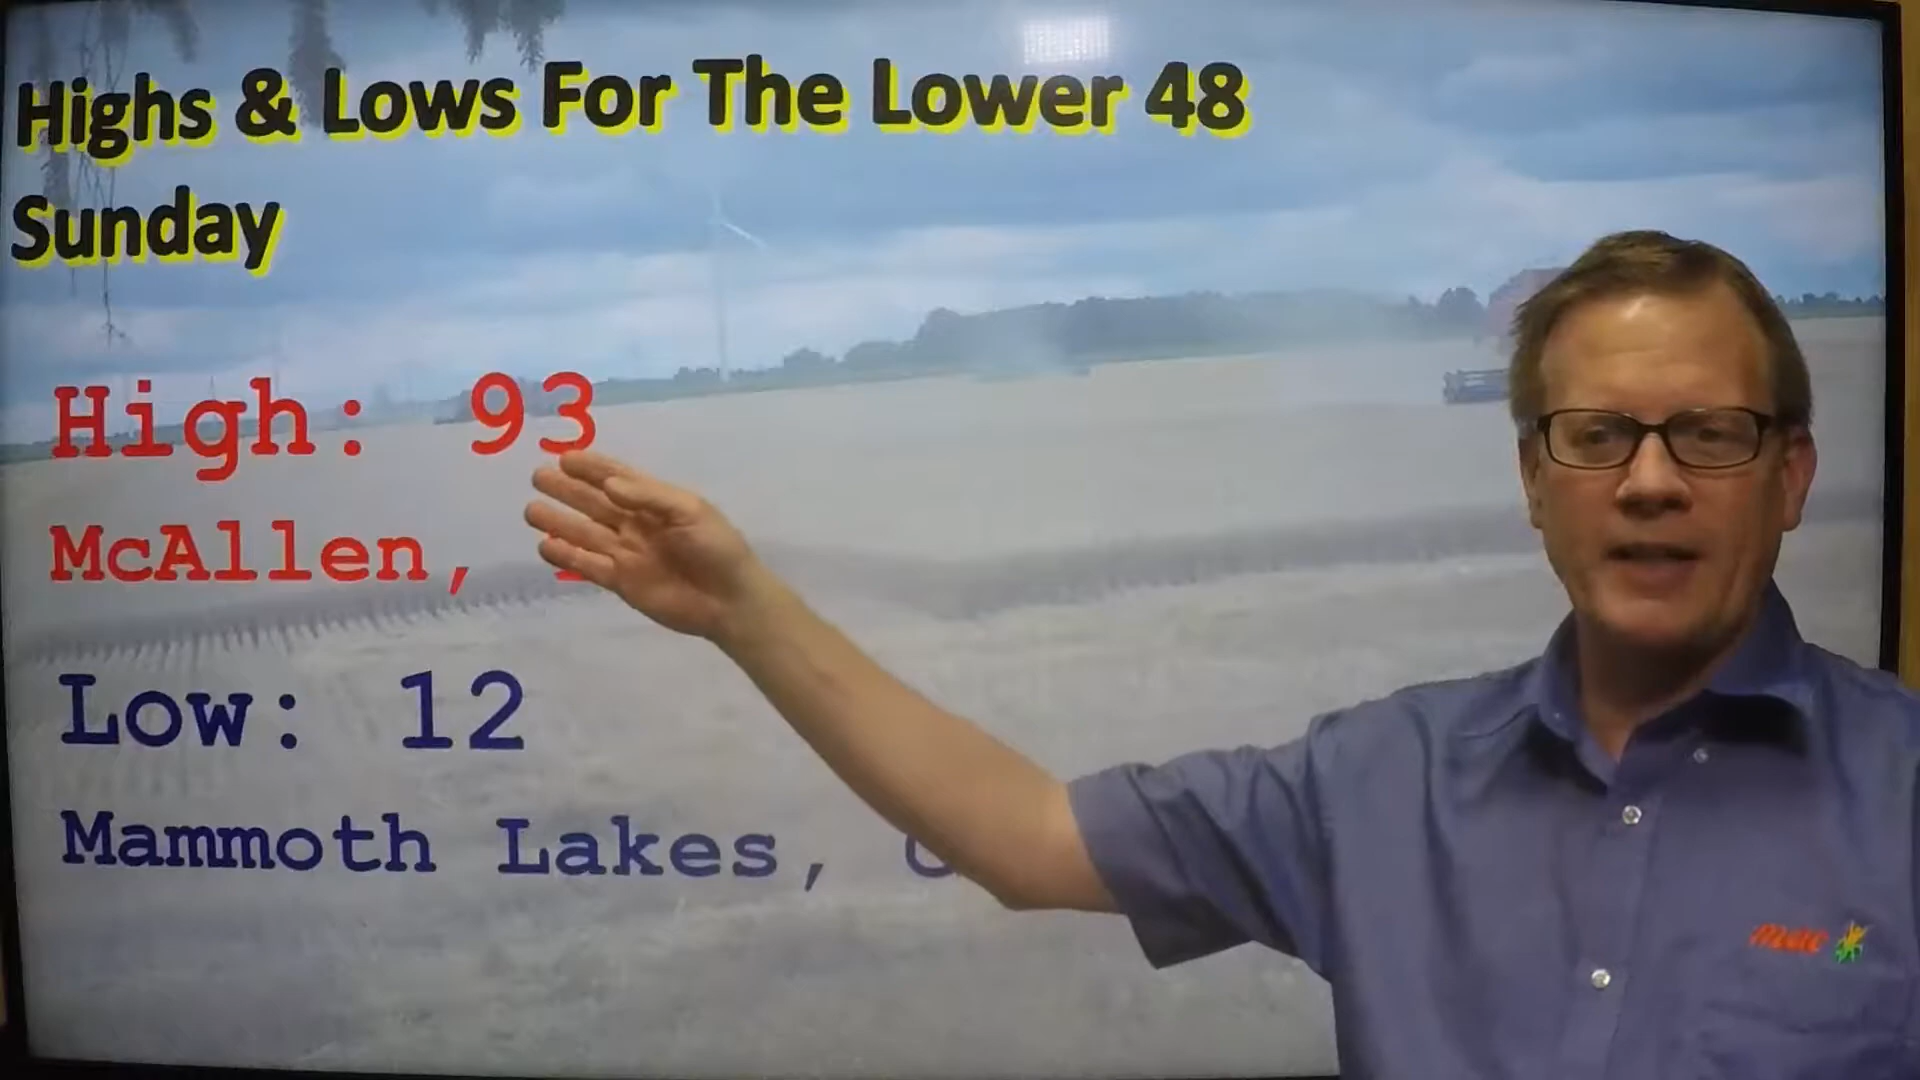 Highs & Lows For The Lower 48
Sunday
High: 93
McAllen,
Low: 12
Mammoth Lakes,